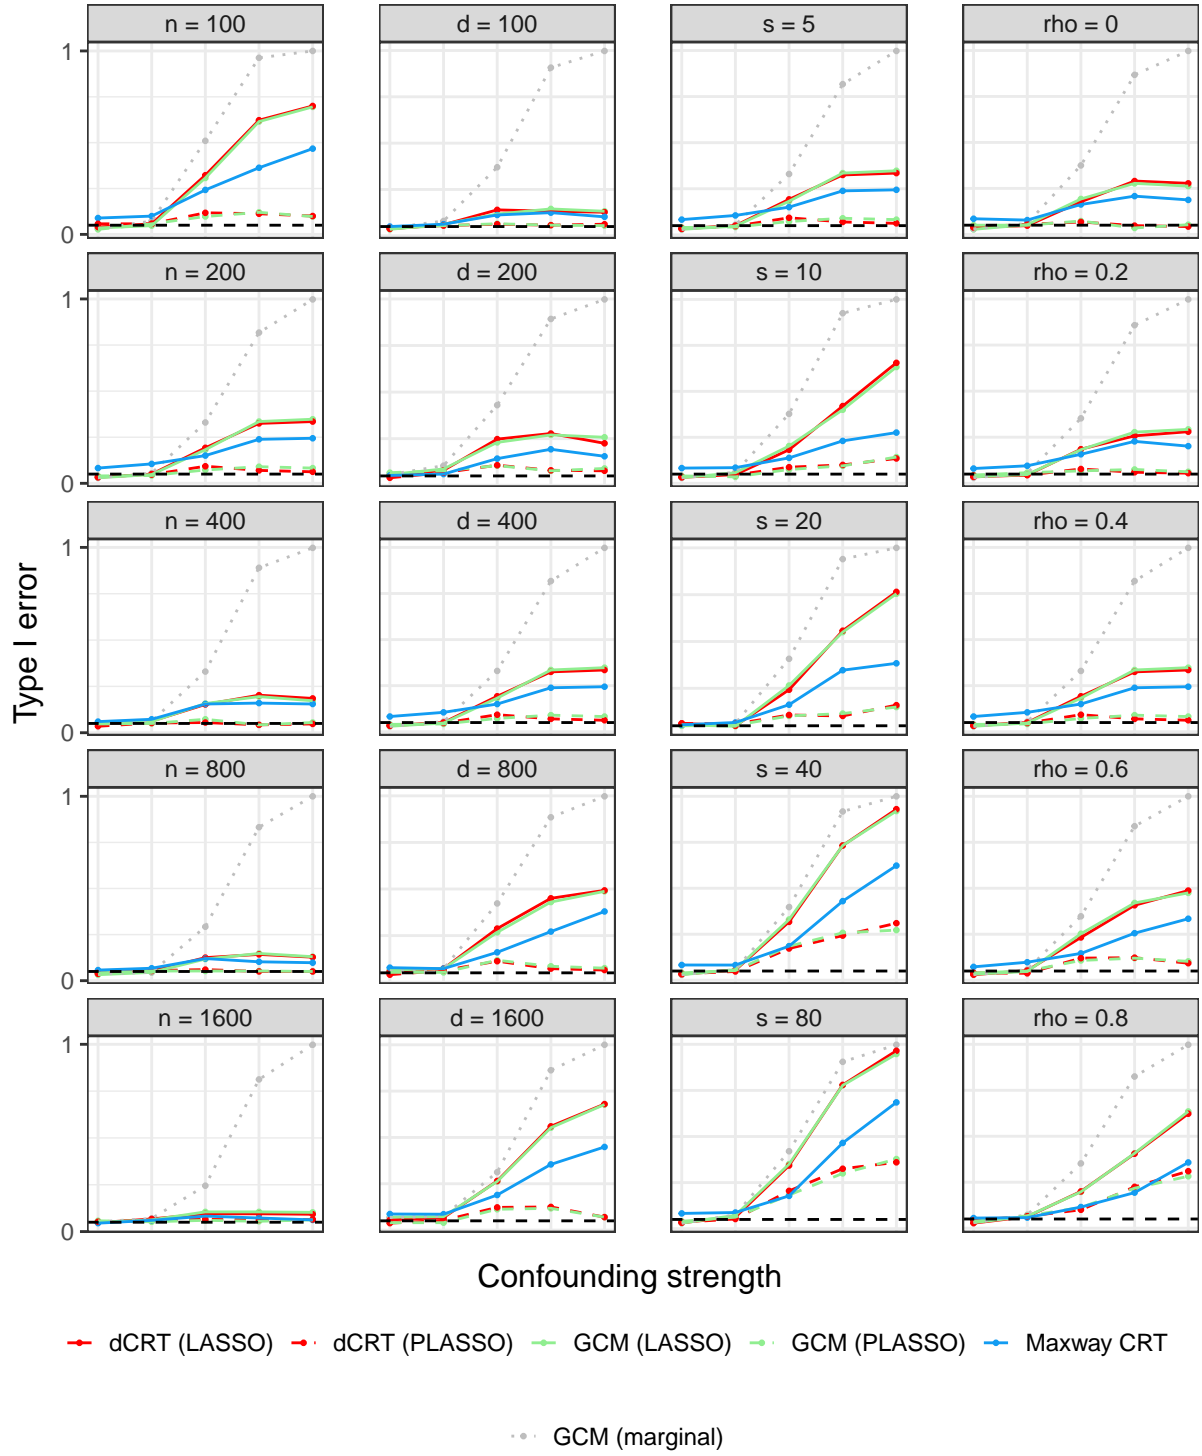 n = 100 d = 100 s = 5 rho = 0
1
0
n = 200 d = 200 s = 10 rho = 0.2
1
0
n = 400 d = 400 s = 20 rho = 0.4
1
0
n = 800 d = 800 s = 40 rho = 0.6
1
0
n = 1600 d = 1600 s = 80 rho = 0.8
1
0
Type I error
Confounding strength
dCRT (LASSO) dCRT (PLASSO) GCM (LASSO) GCM (PLASSO) Maxway CRT
GCM (marginal)